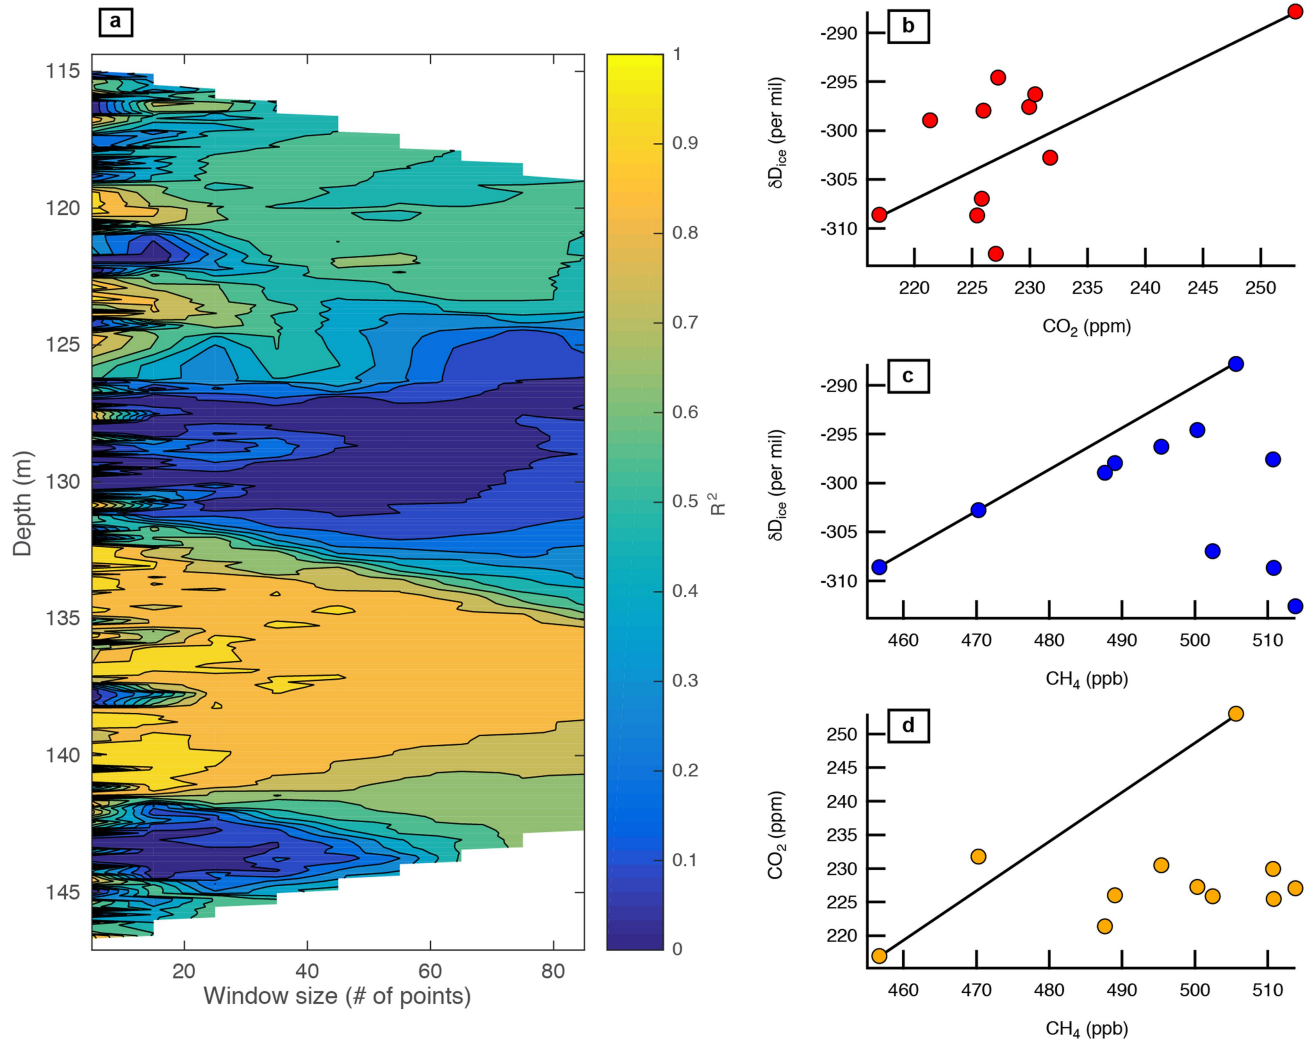 a
115
120
125
130
135
140
145
Depth (m)
20 40 60 80
Window size (# of points)
1
0.9
0.8
0.7
0.6
0.5
0.4
0.3
0.2
0.1
0
R²
b
-290
-295
-300
-305
-310
δD_ice (per mil)
220 225 230 235 240 245 250
CO₂ (ppm)
c
-290
-295
-300
-305
-310
δD_ice (per mil)
460 470 480 490 500 510
CH₄ (ppb)
d
250
245
240
235
230
225
220
CO₂ (ppm)
460 470 480 490 500 510
CH₄ (ppb)